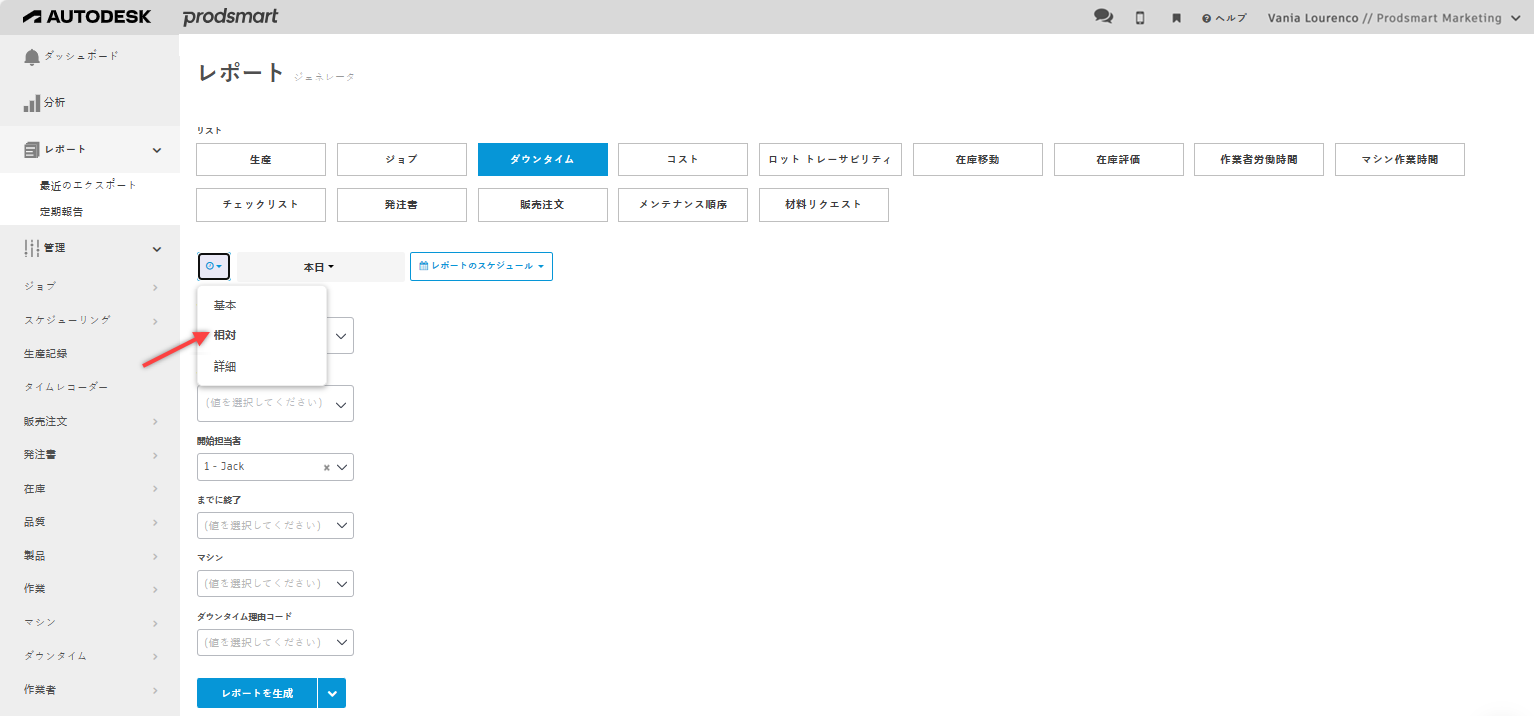 AUTODESK prodsmart
ヘルプ Vania Lourenco // Prodsmart Marketing
ダッシュボード
分析
レポート
最近のエクスポート
定期報告
管理
ジョブ
スケジューリング
生産記録
タイムレコーダー
販売注文
発注書
在庫
品質
製品
作業
マシン
ダウンタイム
作業者
レポート ジェネレータ
リスト
生産 ジョブ ダウンタイム コスト ロット トレーサビリティ 在庫移動 在庫評価 作業者労働時間 マシン作業時間
チェックリスト 発注書 販売注文 メンテナンス順序 材料リクエスト
本日 レポートのスケジュール
基本
相対
詳細
(値を選択してください)
開始担当者
1 - Jack
までに終了
(値を選択してください)
マシン
(値を選択してください)
ダウンタイム理由コード
(値を選択してください)
レポートを生成